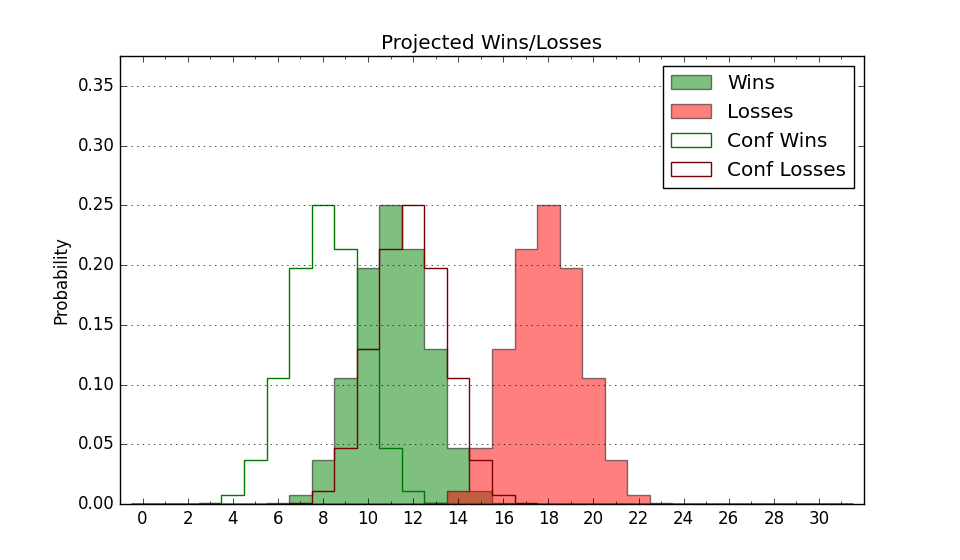 Projected Wins/Losses
Wins
Losses
Conf Wins
Conf Losses
Probability
0.35
0.30
0.25
0.20
0.15
0.10
0.05
0.00
0 2 4 6 8 10 12 14 16 18 20 22 24 26 28 30